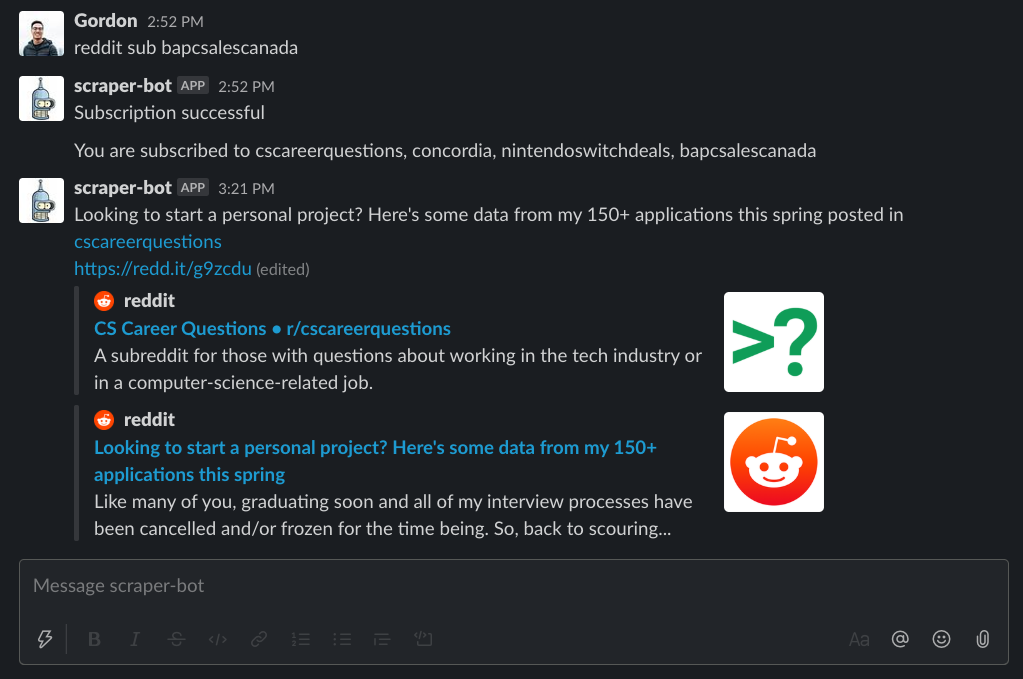 Gordon 2:52 PM
reddit sub bapcsalescanada
scraper-bot APP 2:52 PM
Subscription successful
You are subscribed to cscareerquestions, concordia, nintendoswitchdeals, bapcsalescanada
scraper-bot APP 3:21 PM
Looking to start a personal project? Here's some data from my 150+ applications this spring posted in
cscareerquestions
https://redd.it/g9zcdu (edited)
reddit
CS Career Questions • r/cscareerquestions
A subreddit for those with questions about working in the tech industry or
in a computer-science-related job.
>?
reddit
Looking to start a personal project? Here's some data from my 150+
applications this spring
Like many of you, graduating soon and all of my interview processes have
been cancelled and/or frozen for the time being. So, back to scouring...
Message scraper-bot
B I S </> Aa @